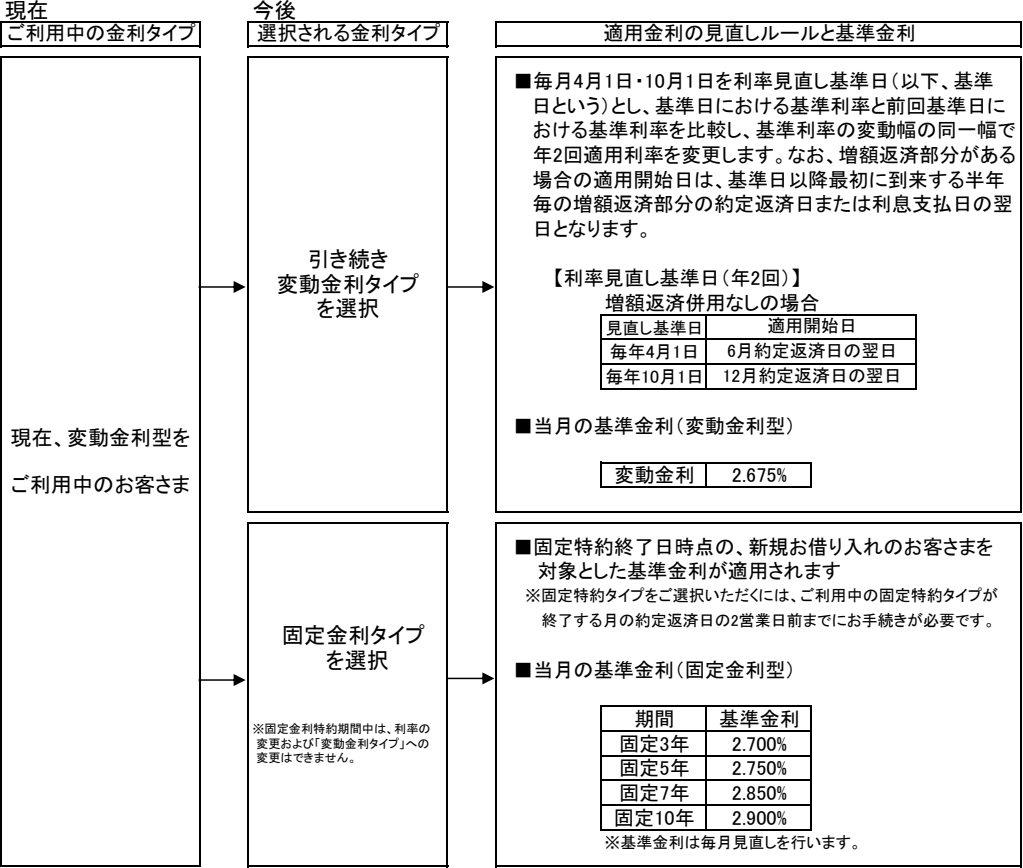 現在
ご利用中の金利タイプ
今後
選択される金利タイプ
適用金利の見直しルールと基準金利
現在、変動金利型を
ご利用中のお客さま
引き続き
変動金利タイプ
を選択
■毎月4月1日・10月1日を利率見直し基準日(以下、基準
日という)とし、基準日における基準利率と前回基準日に
おける基準利率を比較し、基準利率の変動幅の同一幅で
年2回適用利率を変更します。なお、増額返済部分がある
場合の適用開始日は、基準日以降最初に到来する半年
毎の増額返済部分の約定返済日または利息支払日の翌
日となります。
【利率見直し基準日(年2回)】
増額返済併用なしの場合
見直し基準日 適用開始日
毎年4月1日 6月約定返済日の翌日
毎年10月1日 12月約定返済日の翌日
■当月の基準金利(変動金利型)
変動金利 2.675%
固定金利タイプ
を選択
※固定金利特約期間中は、利率の
変更および「変動金利タイプ」への
変更はできません。
■固定特約終了日時点の、新規お借り入れのお客さまを
対象とした基準金利が適用されます
※固定特約タイプをご選択いただくには、ご利用中の固定特約タイプが
終了する月の約定返済日の2営業日前までにお手続きが必要です。
■当月の基準金利(固定金利型)
期間 基準金利
固定3年 2.700%
固定5年 2.750%
固定7年 2.850%
固定10年 2.900%
※基準金利は毎月見直しを行います。